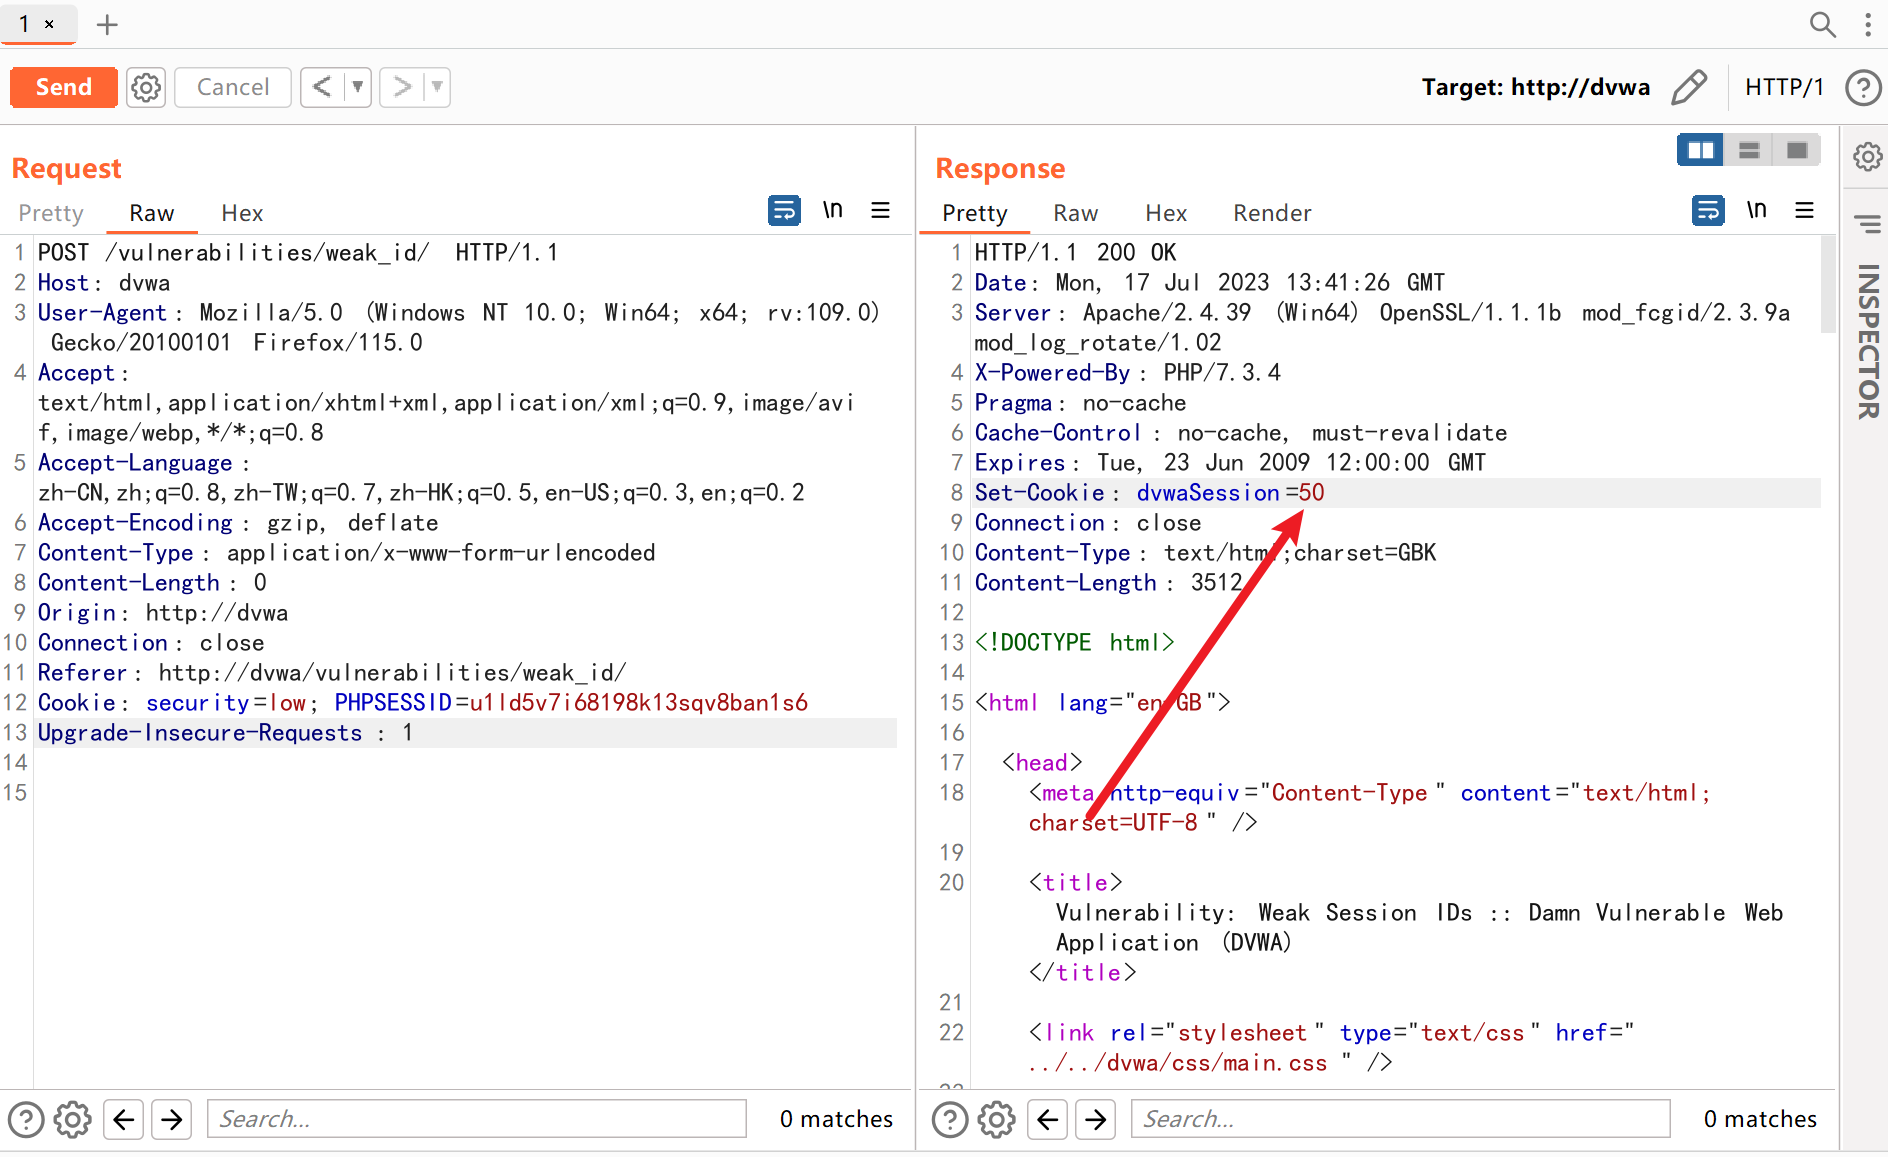 1 × +
Send Cancel < ▼ > ▼ Target: http://dvwa HTTP/1 ?
Request
Pretty Raw Hex \n
1 POST /vulnerabilities/weak_id/ HTTP/1.1
2 Host: dvwa
3 User-Agent: Mozilla/5.0 (Windows NT 10.0; Win64; x64; rv:109.0)
Gecko/20100101 Firefox/115.0
4 Accept:
text/html,application/xhtml+xml,application/xml;q=0.9,image/avi
f,image/webp,*/*;q=0.8
5 Accept-Language:
zh-CN,zh;q=0.8,zh-TW;q=0.7,zh-HK;q=0.5,en-US;q=0.3,en;q=0.2
6 Accept-Encoding: gzip, deflate
7 Content-Type: application/x-www-form-urlencoded
8 Content-Length: 0
9 Origin: http://dvwa
10 Connection: close
11 Referer: http://dvwa/vulnerabilities/weak_id/
12 Cookie: security=low; PHPSESSID=u1ld5v7i68198k13sqv8ban1s6
13 Upgrade-Insecure-Requests: 1
14
15
? Search... 0 matches
Response
Pretty Raw Hex Render \n
1 HTTP/1.1 200 OK
2 Date: Mon, 17 Jul 2023 13:41:26 GMT
3 Server: Apache/2.4.39 (Win64) OpenSSL/1.1.1b mod_fcgid/2.3.9a
mod_log_rotate/1.02
4 X-Powered-By: PHP/7.3.4
5 Pragma: no-cache
6 Cache-Control: no-cache, must-revalidate
7 Expires: Tue, 23 Jun 2009 12:00:00 GMT
8 Set-Cookie: dvwaSession=50
9 Connection: close
10 Content-Type: text/html;charset=GBK
11 Content-Length: 3512
12
13 <!DOCTYPE html>
14
15 <html lang="en-GB">
16
17 <head>
18 <meta http-equiv="Content-Type" content="text/html;
charset=UTF-8" />
19
20 <title>
Vulnerability: Weak Session IDs :: Damn Vulnerable Web
Application (DVWA)
</title>
21
22 <link rel="stylesheet" type="text/css" href="
../../dvwa/css/main.css" />
? Search... 0 matches
INSPECTOR